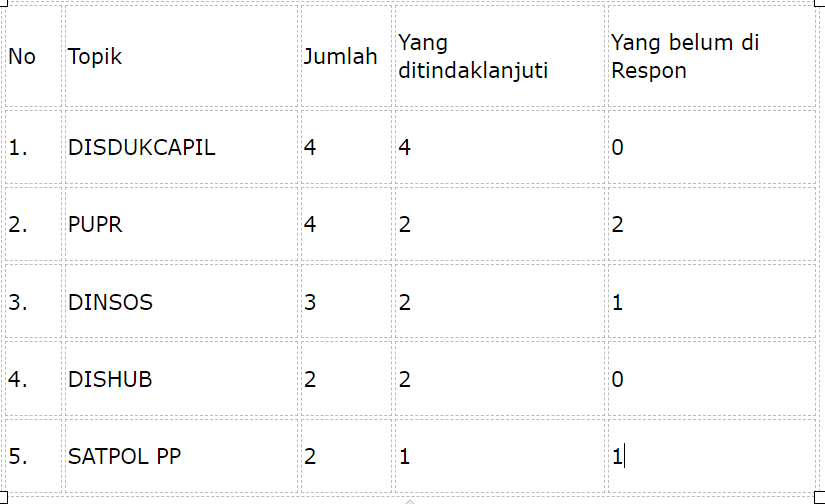 No Topik Jumlah Yang ditindaklanjuti Yang belum di Respon
1. DISDUKCAPIL 4 4 0
2. PUPR 4 2 2
3. DINSOS 3 2 1
4. DISHUB 2 2 0
5. SATPOL PP 2 1 1